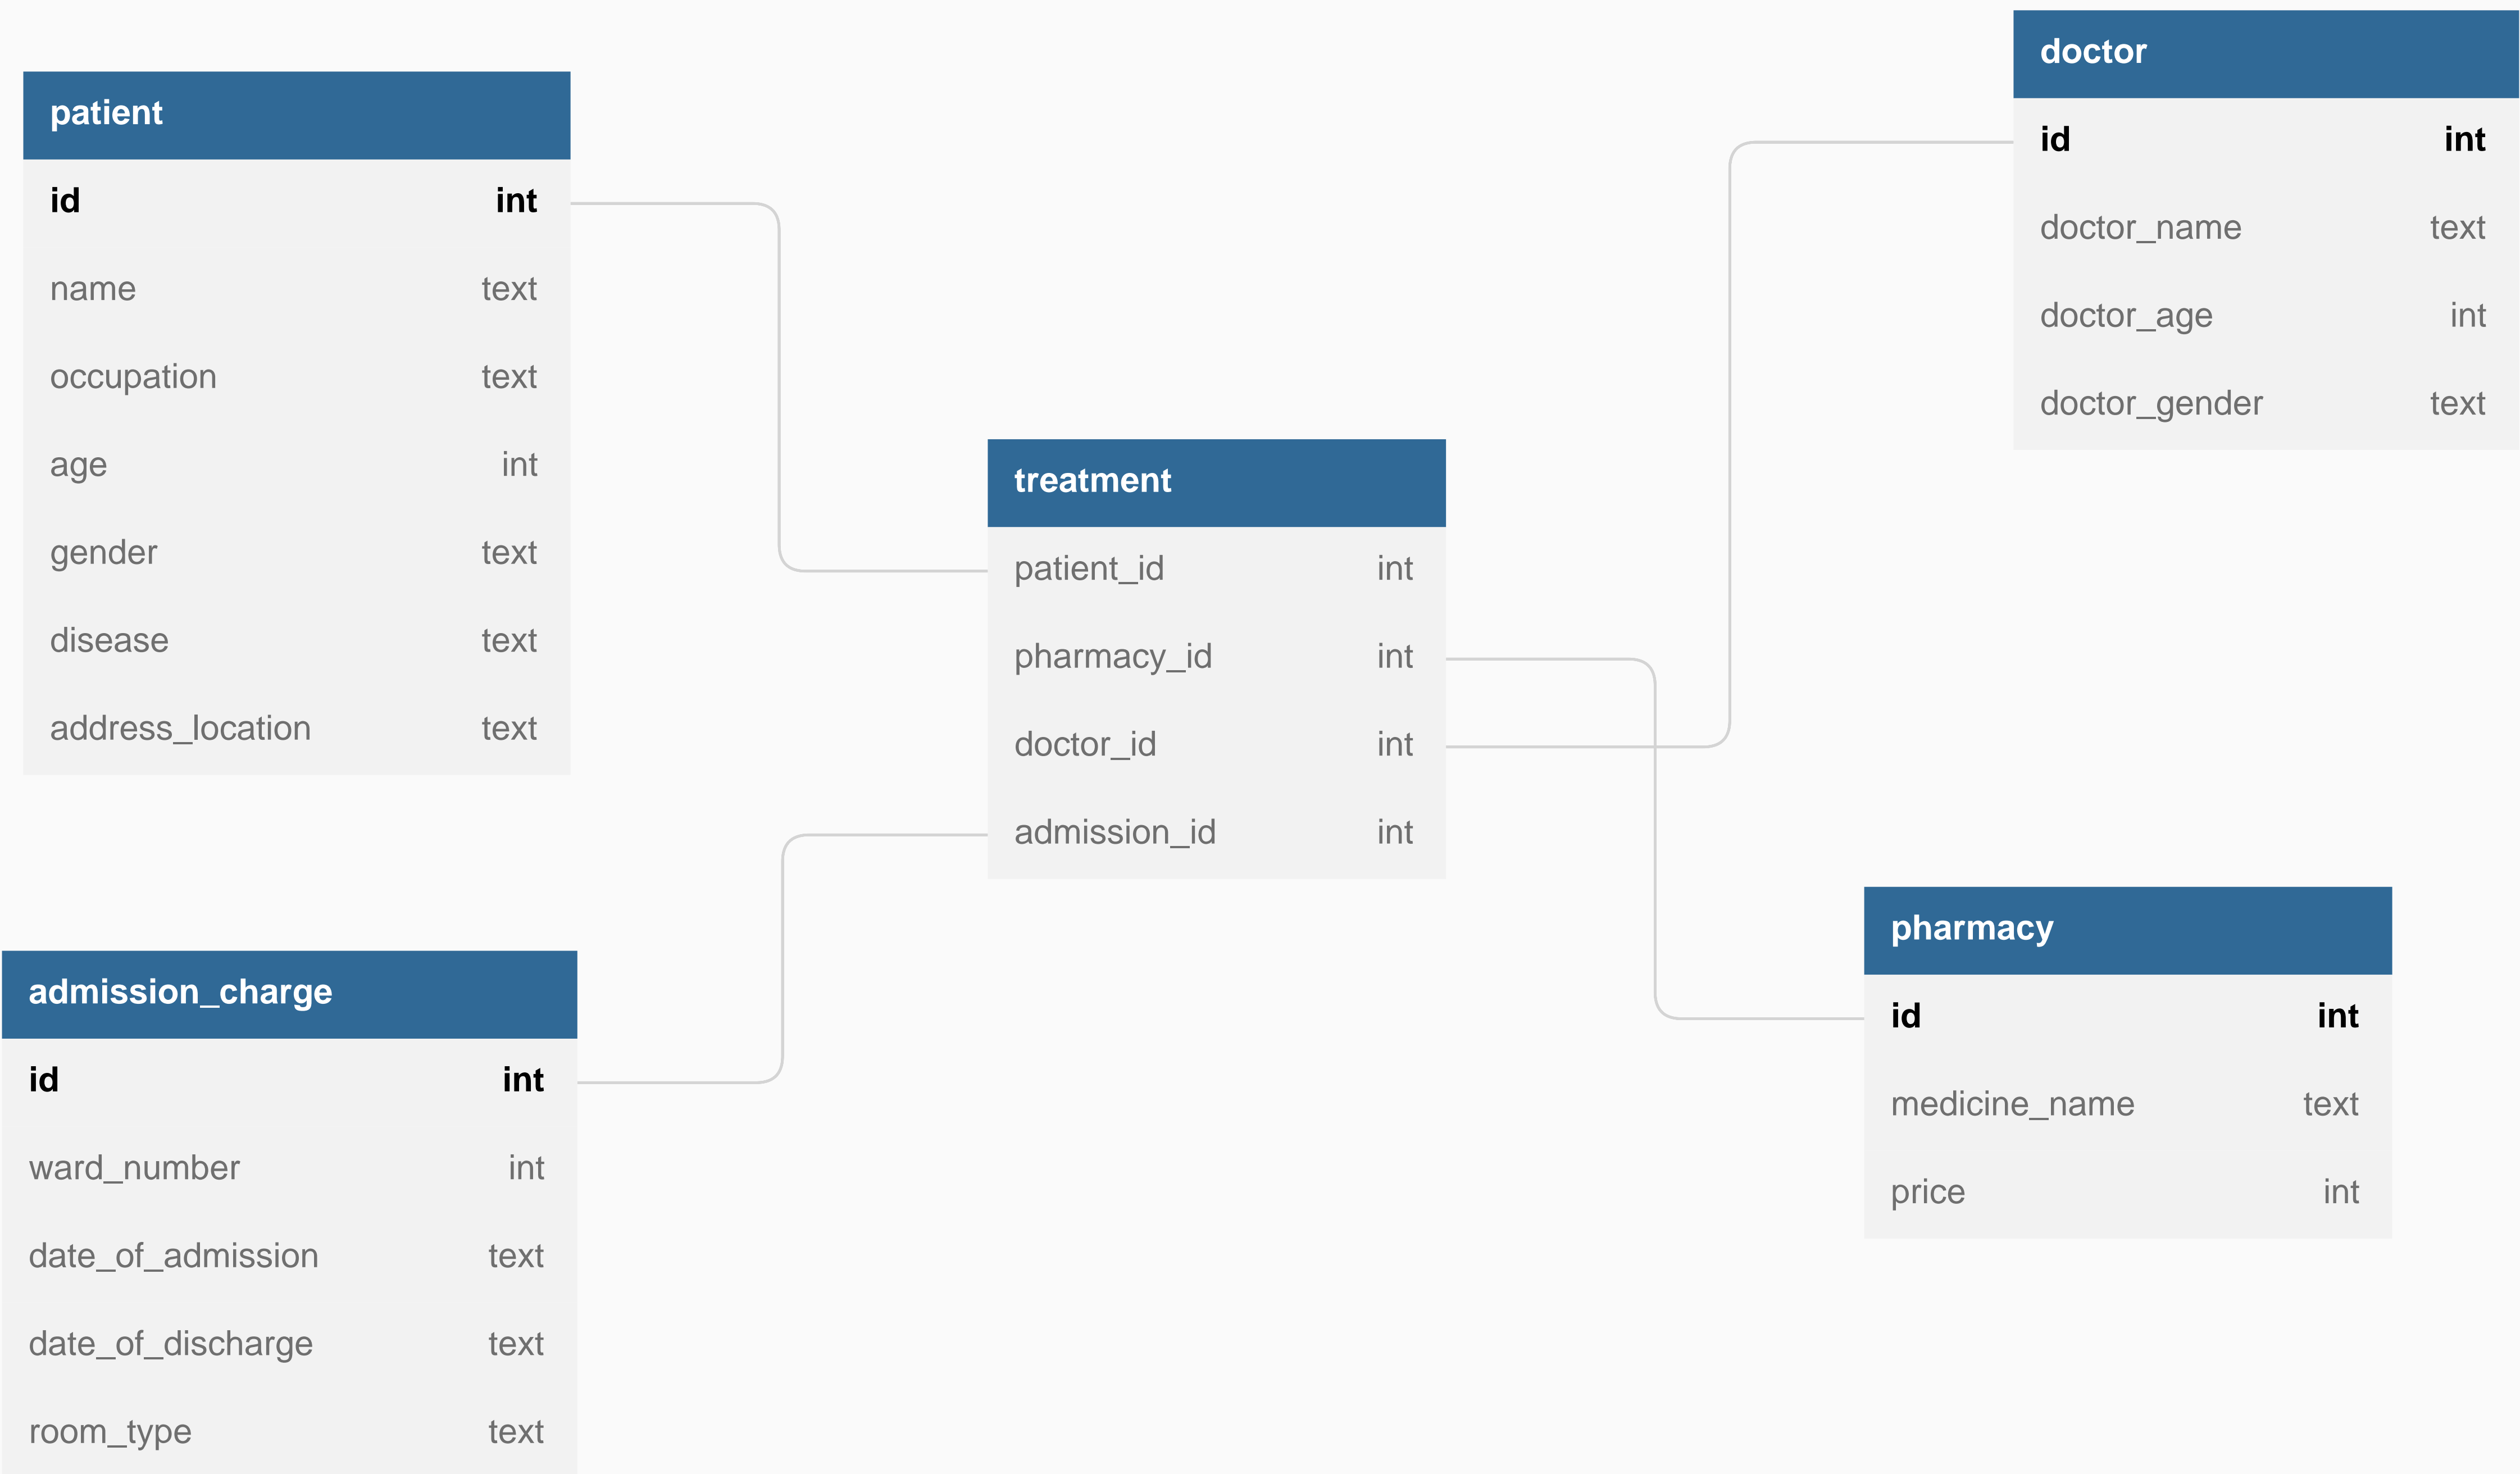 patient
id int
name text
occupation text
age int
gender text
disease text
address_location text
doctor
id int
doctor_name text
doctor_age int
doctor_gender text
treatment
patient_id int
pharmacy_id int
doctor_id int
admission_id int
admission_charge
id int
ward_number int
date_of_admission text
date_of_discharge text
room_type text
pharmacy
id int
medicine_name text
price int